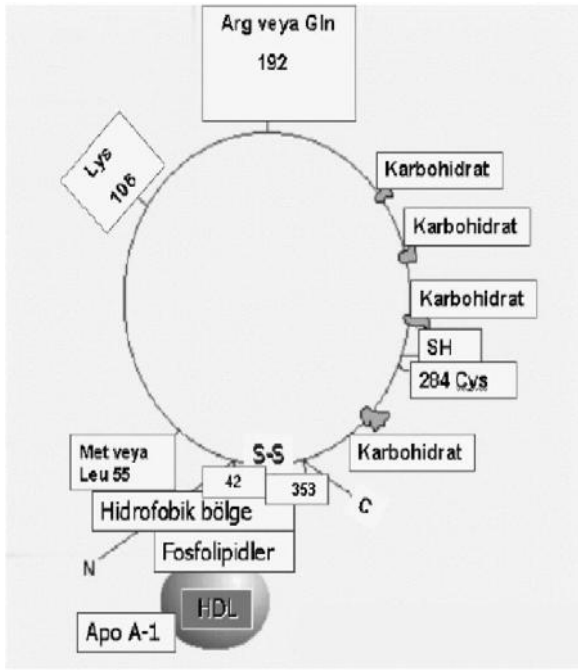 Arg veya Gln
192
Lys
106
Karbohidrat
Karbohidrat
Karbohidrat
SH
284 Cys
Karbohidrat
Met veya
Leu 55
S-S
42
353
C
Hidrofobik bölge
Fosfolipidler
N
HDL
Apo A-1